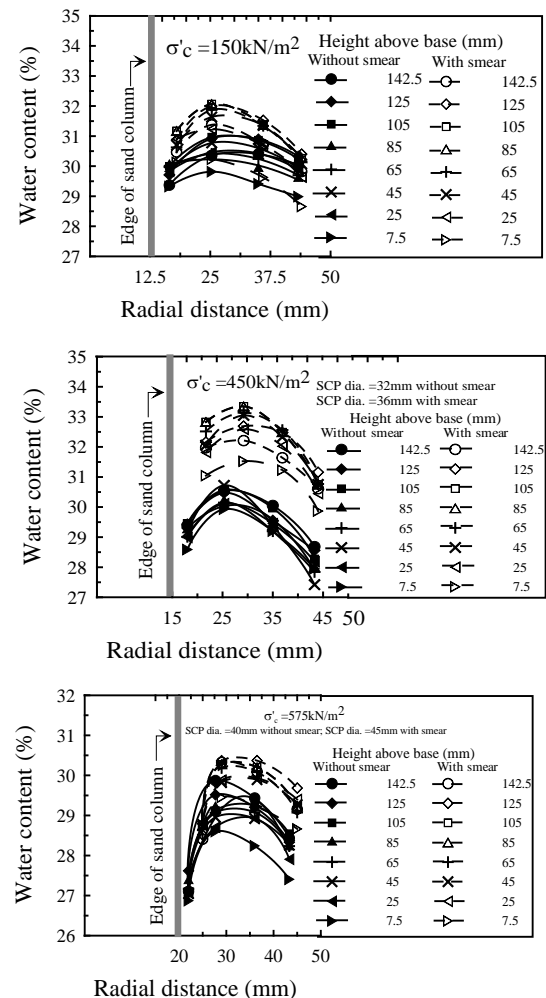 35
34
33
32
31
30
29
28
27
Water content (%)
Edge of sand column
σ'c =150kN/m2
Height above base (mm)
Without smear With smear
142.5 142.5
125 125
105 105
85 85
65 65
45 45
25 25
7.5 7.5
12.5 25 37.5 50
Radial distance (mm)
35
34
33
32
31
30
29
28
27
Water content (%)
Edge of sand column
σ'c =450kN/m2
SCP dia. =32mm without smear
SCP dia. =36mm with smear
Height above base (mm)
Without smear With smear
142.5 142.5
125 125
105 105
85 85
65 65
45 45
25 25
7.5 7.5
15 25 35 45 50
Radial distance (mm)
32
31
30
29
28
27
26
Water content (%)
Edge of sand column
σ'c =575kN/m2
SCP dia. =40mm without smear; SCP dia. =45mm with smear
Height above base (mm)
Without smear With smear
142.5 142.5
125 125
105 105
85 85
65 65
45 45
25 25
7.5 7.5
20 30 40 50
Radial distance (mm)